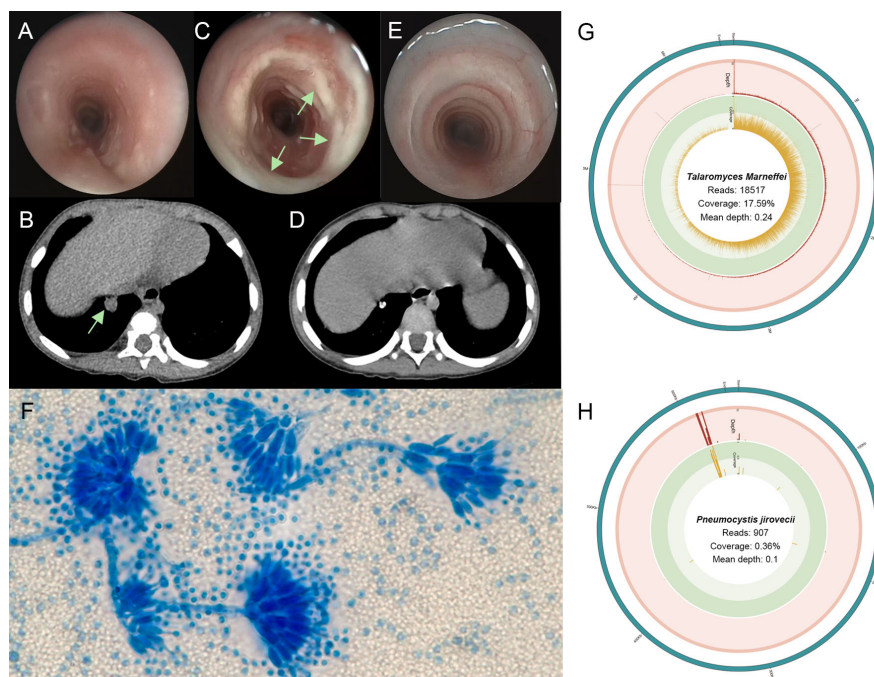 A
C
E
G
B
D
F
H
Depth
Coverage
Talaromyces Marneffei
Reads: 18517
Coverage: 17.59%
Mean depth: 0.24
Depth
Coverage
Pneumocystis jirovecii
Reads: 907
Coverage: 0.36%
Mean depth: 0.1